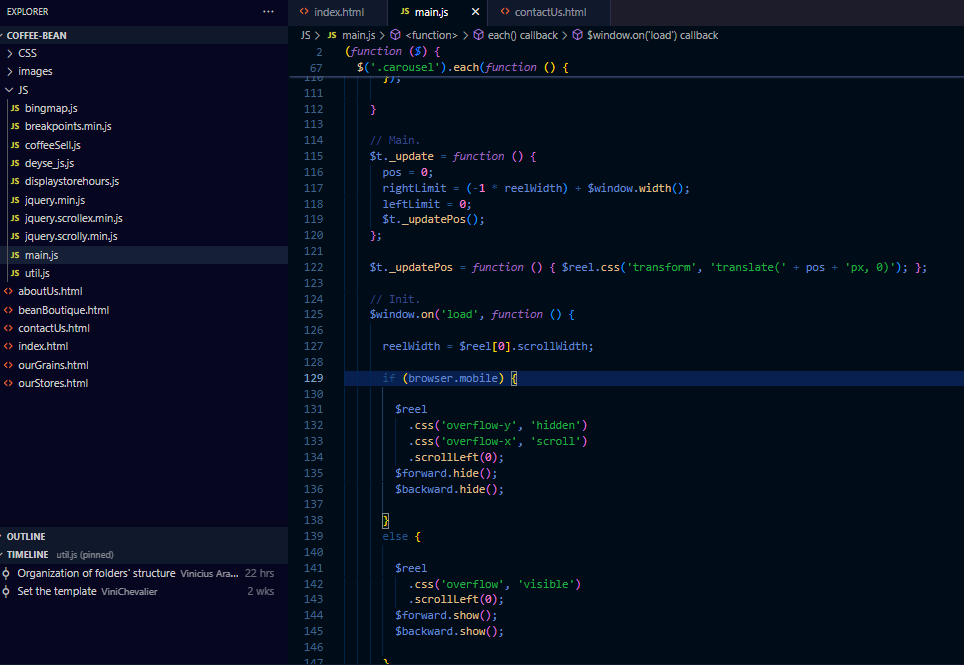 EXPLORER
COFFEE-BEAN
CSS
images
JS
JS bingmap.js
JS breakpoints.min.js
JS coffeeSell.js
JS deyse_js.js
JS displaystorehours.js
JS jquery.min.js
JS jquery.scrollex.min.js
JS jquery.scrolly.min.js
JS main.js
JS util.js
aboutUs.html
beanBoutique.html
contactUs.html
index.html
ourGrains.html
ourStores.html
OUTLINE
TIMELINE util.js (pinned)
Organization of folders' structure Vinicius Ara... 22 hrs
Set the template ViniChevalier 2 wks
index.html JS main.js contactUs.html
JS > JS main.js > <function> > each() callback > $window.on('load') callback
2 (function ($) {
67 $('.carousel').each(function () {
110 });
111
112 }
113
114 // Main.
115 $t._update = function () {
116 pos = 0;
117 rightLimit = (-1 * reelWidth) + $window.width();
118 leftLimit = 0;
119 $t._updatePos();
120 };
121
122 $t._updatePos = function () { $reel.css('transform', 'translate(' + pos + 'px, 0)'); };
123
124 // Init.
125 $window.on('load', function () {
126
127 reelWidth = $reel[0].scrollWidth;
128
129 if (browser.mobile) {
130
131 $reel
132 .css('overflow-y', 'hidden')
133 .css('overflow-x', 'scroll')
134 .scrollLeft(0);
135 $forward.hide();
136 $backward.hide();
137
138 }
139 else {
140
141 $reel
142 .css('overflow', 'visible')
143 .scrollLeft(0);
144 $forward.show();
145 $backward.show();
146
147 }